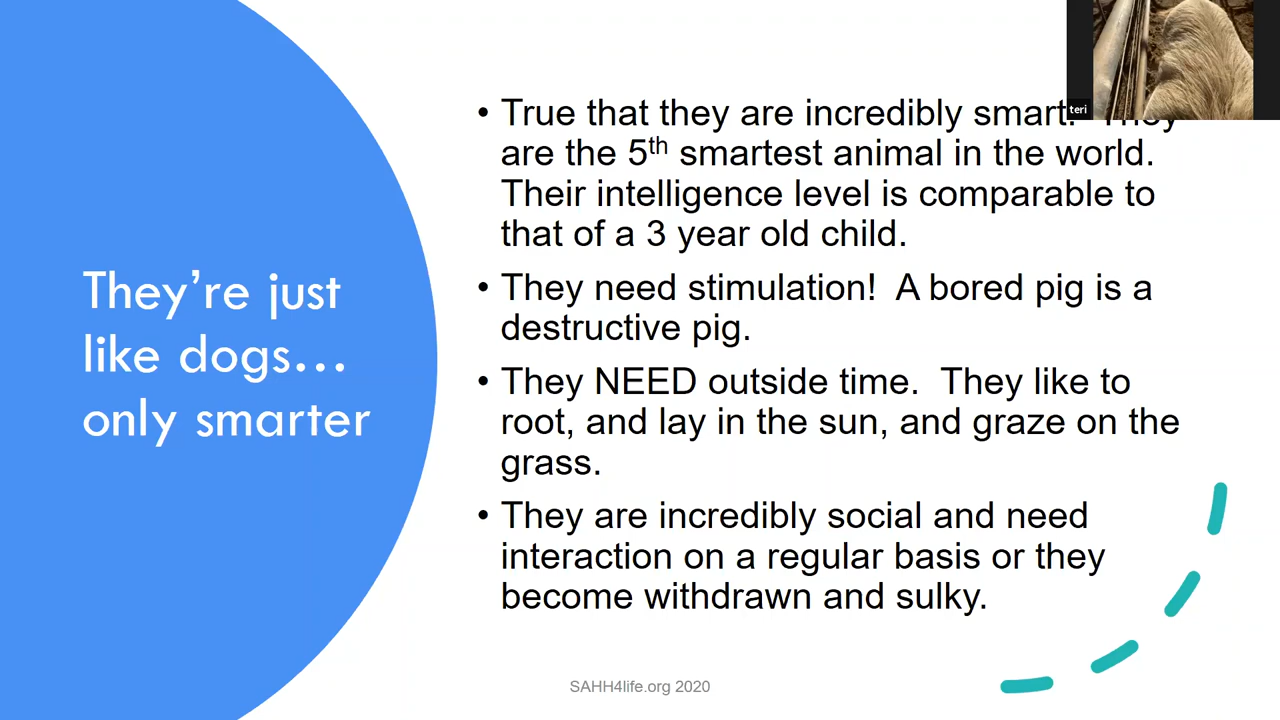 teri
They're just
like dogs…
only smarter
• True that they are incredibly smart. They
are the 5th smartest animal in the world.
Their intelligence level is comparable to
that of a 3 year old child.
• They need stimulation!  A bored pig is a
destructive pig.
• They NEED outside time.  They like to
root, and lay in the sun, and graze on the
grass.
• They are incredibly social and need
interaction on a regular basis or they
become withdrawn and sulky.
SAHH4life.org 2020